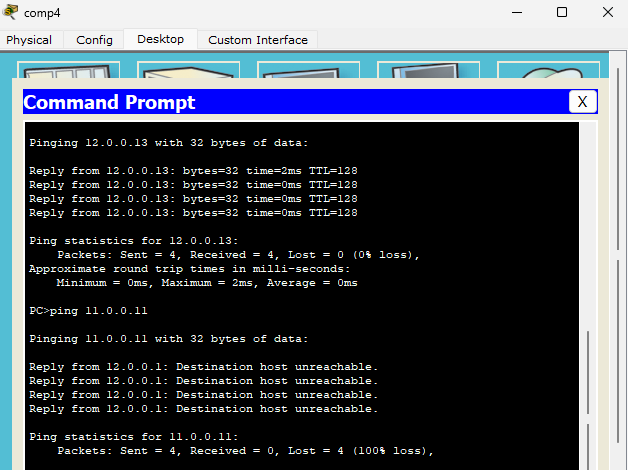 comp4
Physical Config Desktop Custom Interface
Command Prompt X
Pinging 12.0.0.13 with 32 bytes of data:
Reply from 12.0.0.13: bytes=32 time=2ms TTL=128
Reply from 12.0.0.13: bytes=32 time=0ms TTL=128
Reply from 12.0.0.13: bytes=32 time=0ms TTL=128
Reply from 12.0.0.13: bytes=32 time=0ms TTL=128
Ping statistics for 12.0.0.13:
Packets: Sent = 4, Received = 4, Lost = 0 (0% loss),
Approximate round trip times in milli-seconds:
Minimum = 0ms, Maximum = 2ms, Average = 0ms
PC>ping 11.0.0.11
Pinging 11.0.0.11 with 32 bytes of data:
Reply from 12.0.0.1: Destination host unreachable.
Reply from 12.0.0.1: Destination host unreachable.
Reply from 12.0.0.1: Destination host unreachable.
Reply from 12.0.0.1: Destination host unreachable.
Ping statistics for 11.0.0.11:
Packets: Sent = 4, Received = 0, Lost = 4 (100% loss),